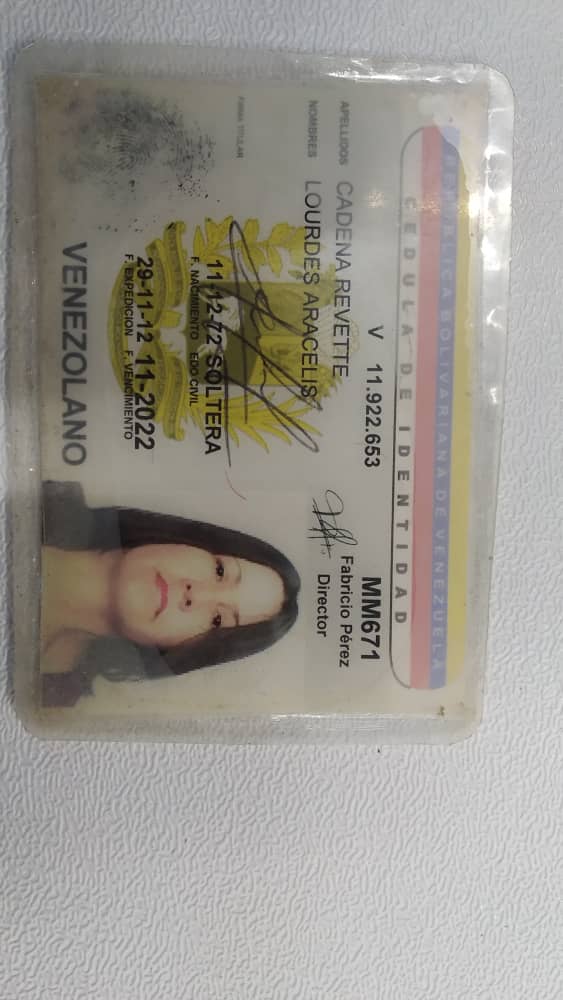 REPÚBLICA BOLIVARIANA DE VENEZUELA
CEDULA DE IDENTIDAD
V 11.922.653
MM671
APELLIDOS CADENA REVETTE
Fabricio Pérez
Director
NOMBRES LOURDES ARACELIS
FIRMA TITULAR
11-12-72 SOLTERA
F. NACIMIENTO EDO CIVIL
29-11-12 11-2022
F. EXPEDICION F. VENCIMIENTO
VENEZOLANO